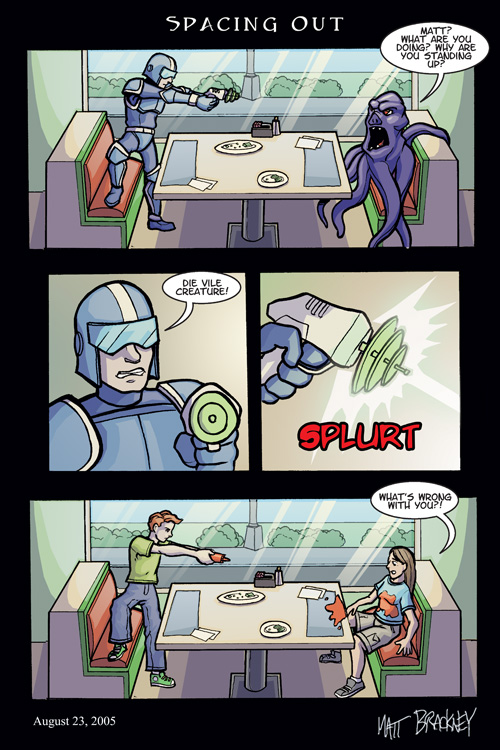 SPACING OUT
MATT?
WHAT ARE YOU
DOING? WHY ARE
YOU STANDING
UP?
DIE VILE
CREATURE!
SPLURT
WHAT'S WRONG
WITH YOU?!
August 23, 2005
MATT BRACKNEY